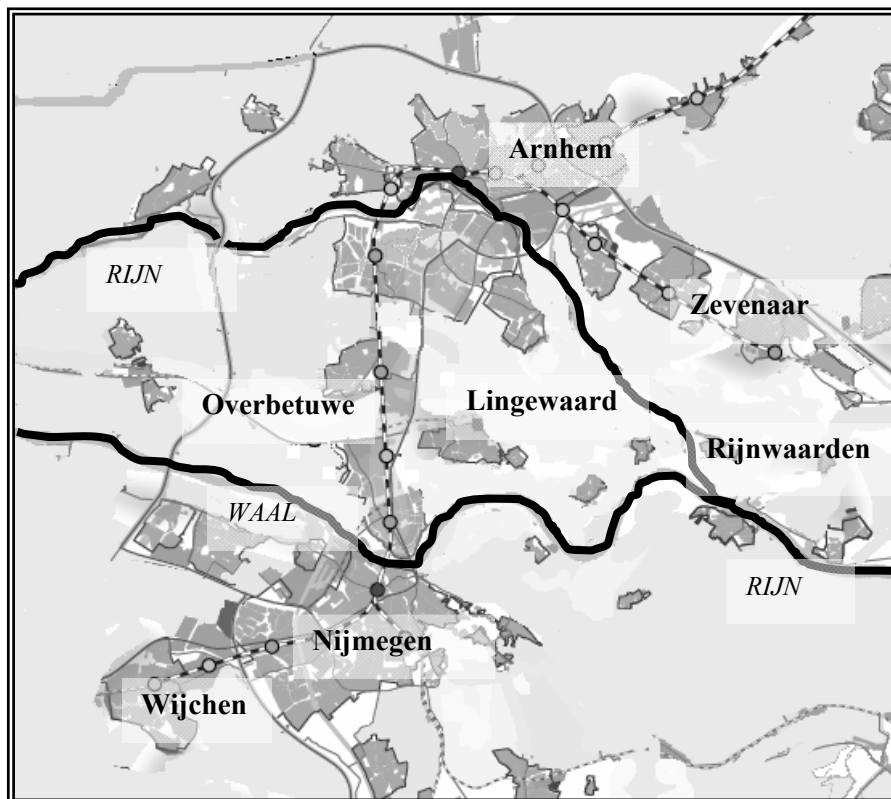 Arnhem
RIJN
Zevenaar
Overbetuwe
Lingewaard
Rijnwaarden
WAAL
RIJN
Nijmegen
Wijchen